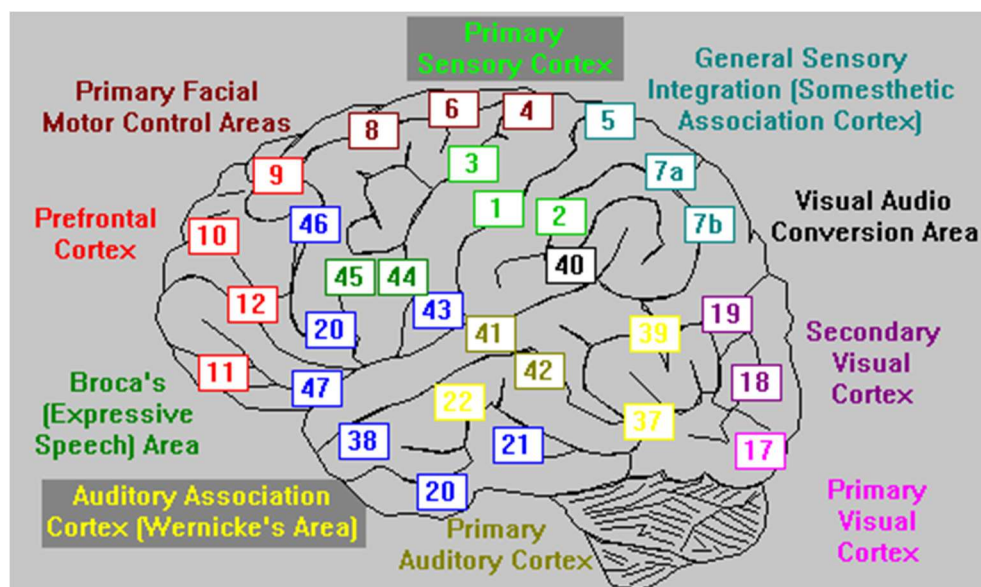 Primary
Sensory Cortex
General Sensory
Integration (Somesthetic
Association Cortex)
Primary Facial
Motor Control Areas
6
4
5
8
3
9
7a
1
2
7b
Visual Audio
Conversion Area
Prefrontal
Cortex
10
46
40
45
44
12
43
20
41
39
19
Secondary
Visual
Cortex
11
47
42
18
Broca's
(Expressive
Speech) Area
22
37
38
21
17
20
Auditory Association
Cortex (Wernicke's Area)
Primary
Auditory Cortex
Primary
Visual
Cortex